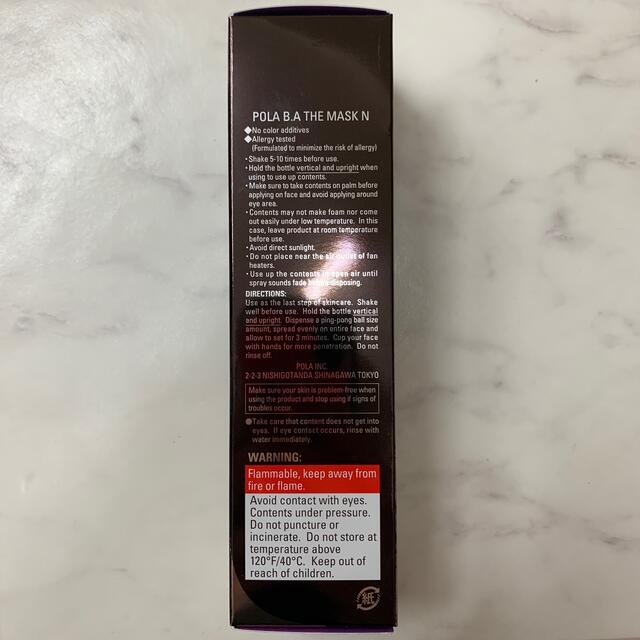 POLA B.A THE MASK N
◆No color additives
◆Allergy tested
(Formulated to minimize the risk of allergy)
・Shake 5-10 times before use.
・Hold the bottle vertical and upright when
using to use up contents.
・Make sure to take contents on palm before
applying on face and avoid applying around
eye area.
・Contents may not make foam nor come
out easily under low temperature. In this
case, leave product at room temperature
before use.
・Avoid direct sunlight.
・Do not place near the air outlet of fan
heaters.
・Use up the contents in open air until
spray sounds fade before disposing.
DIRECTIONS:
Use as the last step of skincare. Shake
well before use. Hold the bottle vertical
and upright. Dispense a ping-pong ball size
amount, spread evenly on entire face and
allow to set for 3 minutes. Cup your face
with hands for more penetration. Do not
rinse off.
POLA INC.
2-2-3 NISHIGOTANDA SHINAGAWA TOKYO
Make sure your skin is problem-free when
using the product and stop using if signs of
troubles occur.
●Take care that content does not get into
eyes. If eye contact occurs, rinse with
water immediately.
WARNING:
Flammable, keep away from
fire or flame.
Avoid contact with eyes.
Contents under pressure.
Do not puncture or
incinerate. Do not store at
temperature above
120°F/40°C. Keep out of
reach of children.
紙